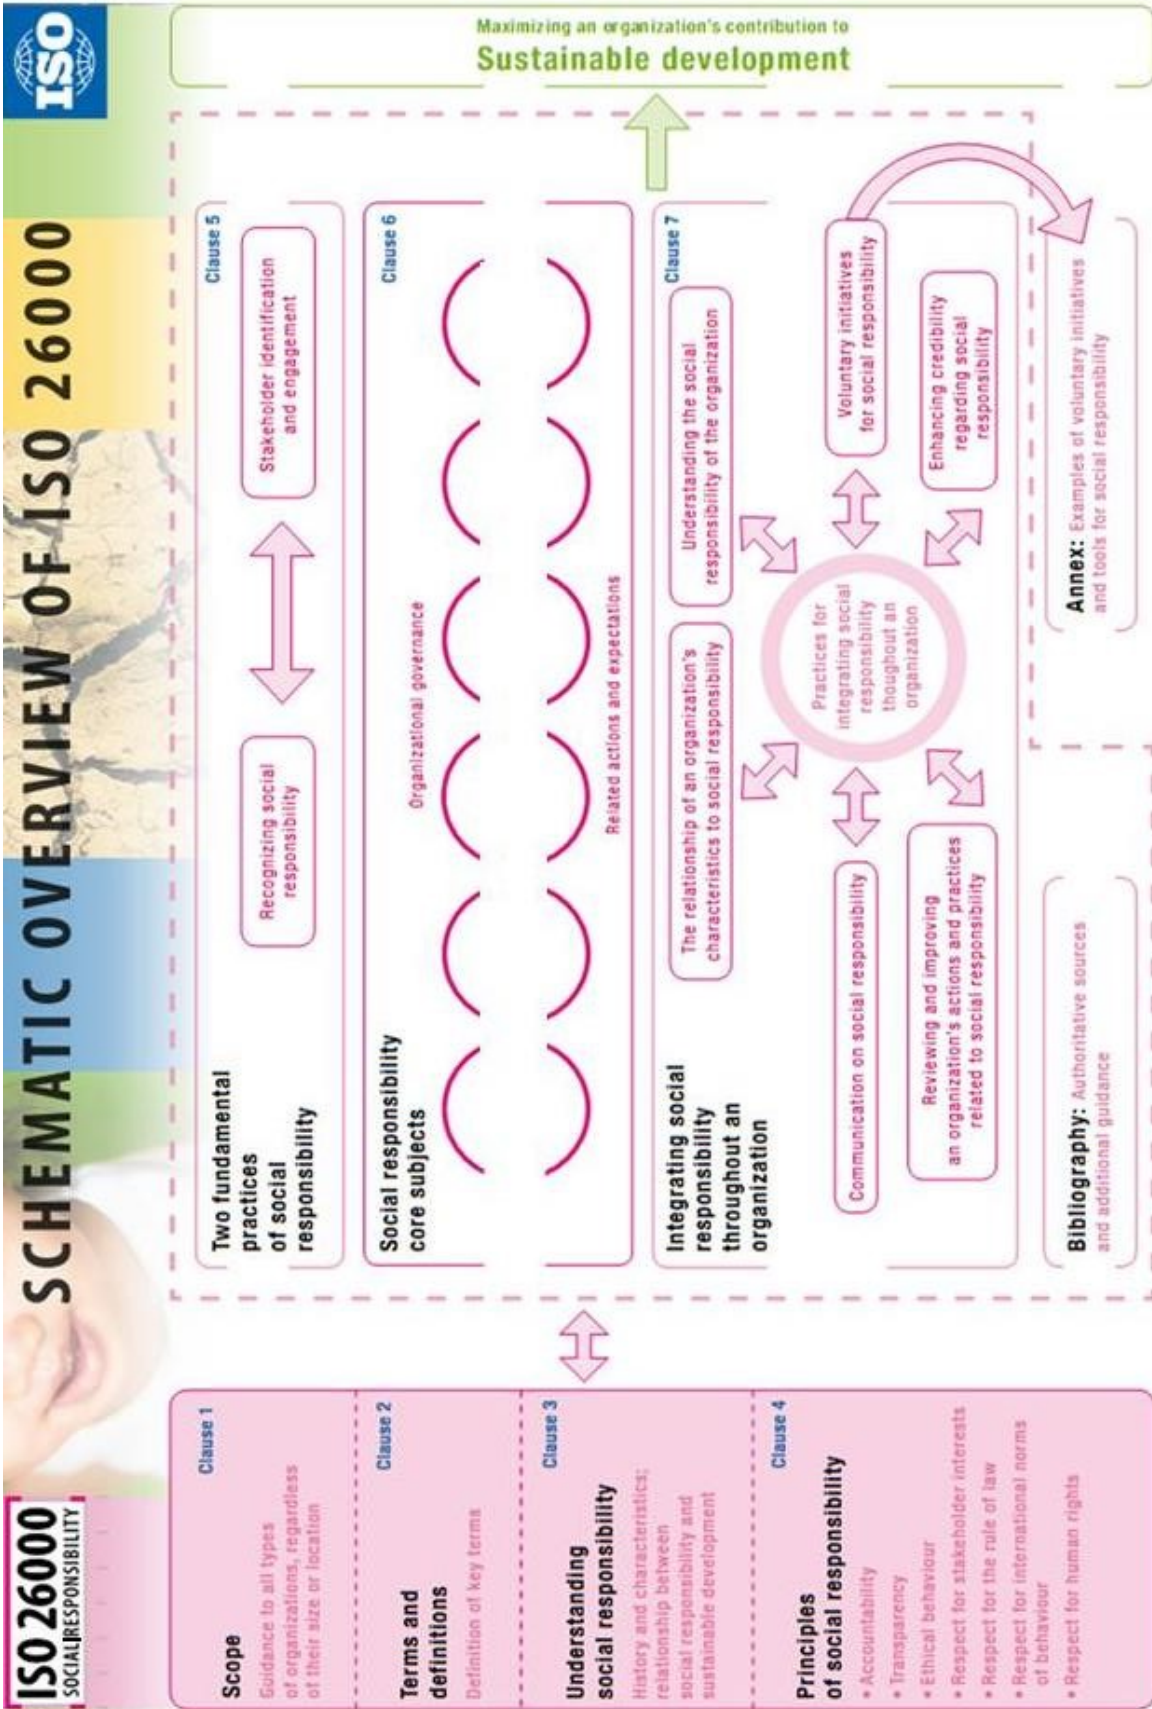 ISO 26000
SOCIAL RESPONSIBILITY
SCHEMATIC OVERVIEW OF ISO 26000
ISO
Clause 1
Scope
Guidance to all types
of organizations, regardless
of their size or location
Clause 2
Terms and
definitions
Definition of key terms
Clause 3
Understanding
social responsibility
History and characteristics;
relationship between
social responsibility and
sustainable development
Clause 4
Principles
of social responsibility
• Accountability
• Transparency
• Ethical behaviour
• Respect for stakeholder interests
• Respect for the rule of law
• Respect for international norms
of behaviour
• Respect for human rights
Two fundamental
practices
of social
responsibility
Clause 5
Recognizing social
responsibility
Stakeholder identification
and engagement
Social responsibility
core subjects
Clause 6
Organizational governance
Related actions and expectations
Integrating social
responsibility
throughout an
organization
Clause 7
The relationship of an organization's
characteristics to social responsibility
Understanding the social
responsibility of the organization
Practices for
integrating social
responsibility
thoughout an
organization
Communication on social responsibility
Voluntary initiatives
for social responsibility
Reviewing and improving
an organization's actions and practices
related to social responsibility
Enhancing credibility
regarding social
responsibility
Bibliography: Authoritative sources
and additional guidance
Annex: Examples of voluntary initiatives
and tools for social responsibility
Maximizing an organization's contribution to
Sustainable development